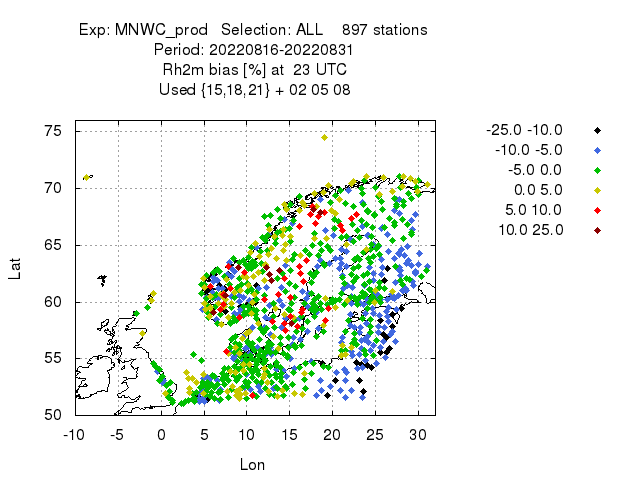 Exp: MNWC_prod   Selection: ALL    897 stations
Period: 20220816-20220831
Rh2m bias [%] at  23 UTC
Used {15,18,21} + 02 05 08
-25.0 -10.0
-10.0 -5.0
-5.0 0.0
0.0 5.0
5.0 10.0
10.0 25.0
75
70
65
60
55
50
Lat
-10 -5 0 5 10 15 20 25 30
Lon